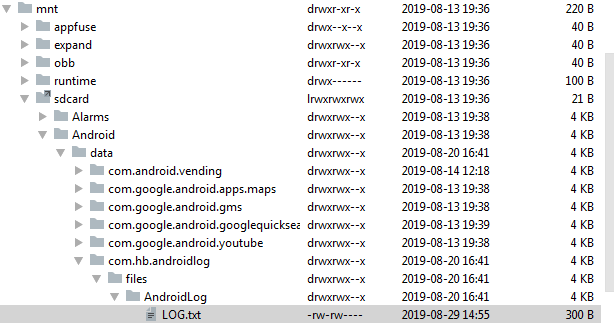 mnt drwxr-xr-x 2019-08-13 19:36 220 B
appfuse drwx--x--x 2019-08-13 19:36 40 B
expand drwxrwx--x 2019-08-13 19:36 40 B
obb drwxr-xr-x 2019-08-13 19:36 40 B
runtime drwx------ 2019-08-13 19:36 100 B
sdcard lrwxrwxrwx 2019-08-13 19:36 21 B
Alarms drwxrwx--x 2019-08-13 19:38 4 KB
Android drwxrwx--x 2019-08-13 19:38 4 KB
data drwxrwx--x 2019-08-20 16:41 4 KB
com.android.vending drwxrwx--x 2019-08-14 12:18 4 KB
com.google.android.apps.maps drwxrwx--x 2019-08-13 19:38 4 KB
com.google.android.gms drwxrwx--x 2019-08-13 19:38 4 KB
com.google.android.googlequicksea drwxrwx--x 2019-08-13 19:39 4 KB
com.google.android.youtube drwxrwx--x 2019-08-13 19:38 4 KB
com.hb.androidlog drwxrwx--x 2019-08-20 16:41 4 KB
files drwxrwx--x 2019-08-20 16:41 4 KB
AndroidLog drwxrwx--x 2019-08-20 16:41 4 KB
LOG.txt -rw-rw---- 2019-08-29 14:55 300 B